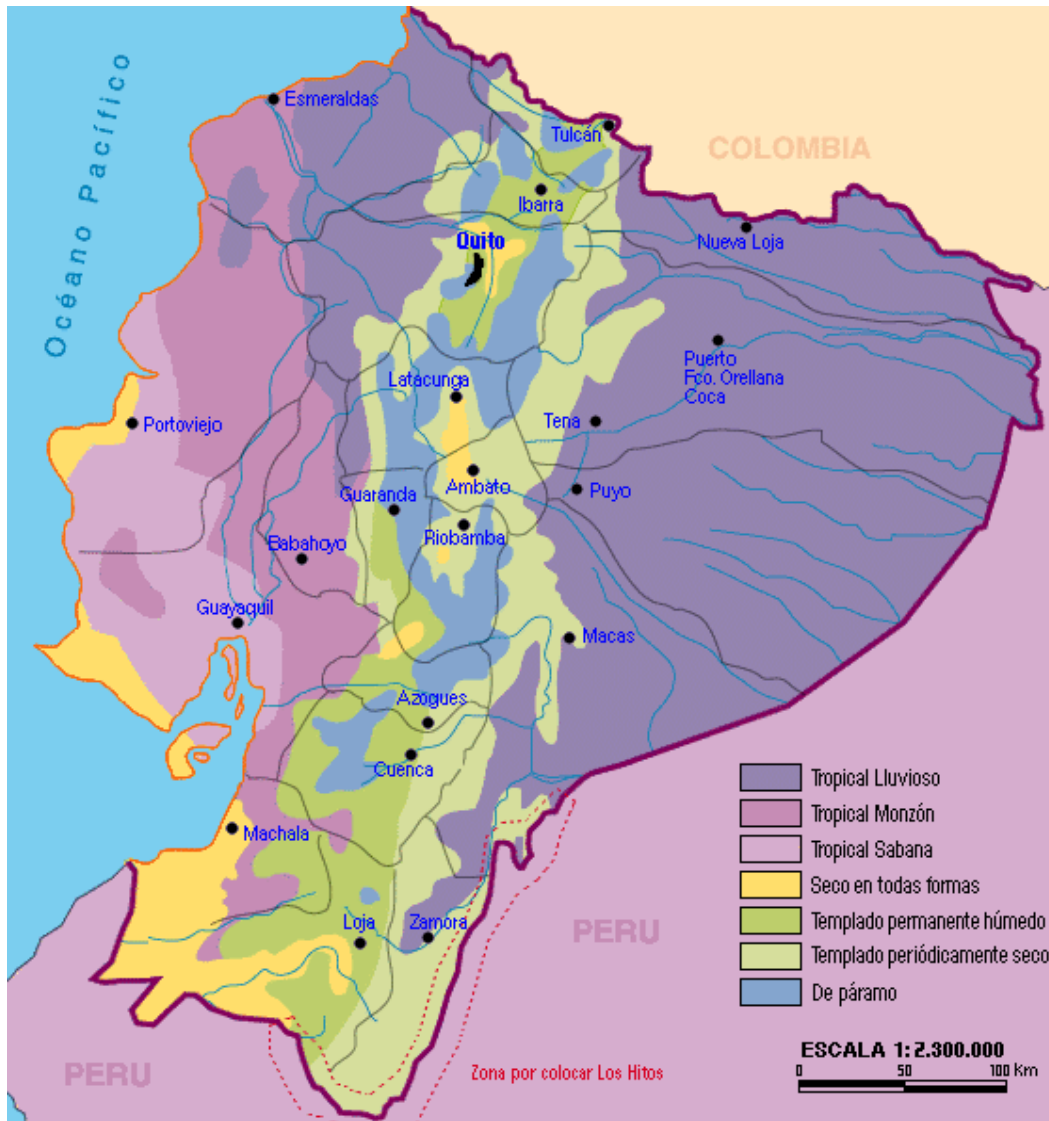 Océano Pacífico
Esmeraldas
Tulcán
COLOMBIA
Ibarra
Nueva Loja
Quito
Puerto
Fco. Orellana
Coca
Latacunga
Portoviejo
Tena
Ambato
Puyo
Guaranda
Riobamba
Babahoyo
Guayaquil
Macas
Azogues
Cuenca
Machala
Loja
Zamora
PERU
PERU
Zona por colocar Los Hitos
Tropical Lluvioso
Tropical Monzón
Tropical Sabana
Seco en todas formas
Templado permanente húmedo
Templado periódicamente seco
De páramo
ESCALA 1:2.300.000
0 50 100 Km